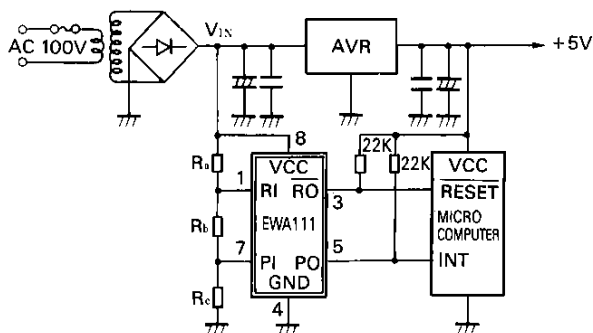 AC 100V
VIN
AVR
+5V
8
22K
22K
Ra
1
VCC
RI
RO
3
VCC
RESET
MICRO
COMPUTER
INT
Rb
EWA111
7
PI
PO
5
GND
Rc
4